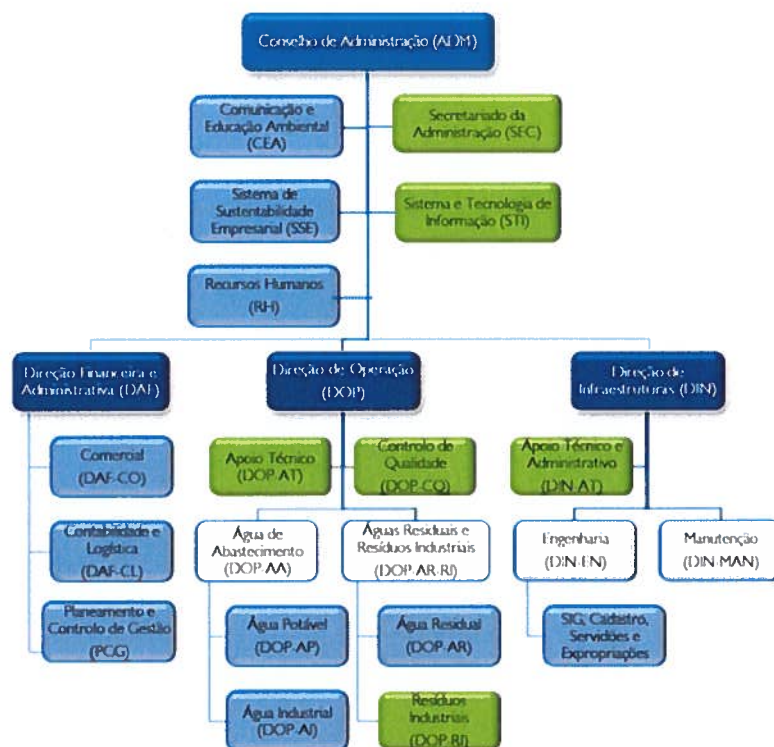 Conselho de Administração (ADM)
Comunicação e
Educação Ambiental
(CEA)
Secretariado da
Administração (SEC)
Sistema de
Sustentabilidade
Empresarial (SSE)
Sistema e Tecnologia de
Informação (STI)
Recursos Humanos
(RH)
Direção Financeira e
Administrativa (DAF)
Direção de Operação
(DOP)
Direção de
Infraestruturas (DIN)
Comercial
(DAF-CO)
Apoio Técnico
(DOP-AT)
Controlo de
Qualidade
(DOP-CQ)
Apoio Técnico e
Administrativo
(DIN-AT)
Contabilidade e
Logística
(DAF-CL)
Água de
Abastecimento
(DOP-AA)
Águas Residuais e
Resíduos Industriais
(DOP-AR-RI)
Engenharia
(DIN-EN)
Manutenção
(DIN-MAN)
Planeamento e
Controlo de Gestão
(PCG)
Água Potável
(DOP-AP)
Água Residual
(DOP-AR)
SIG, Cadastro,
Servidões e
Expropriações
Água Industrial
(DOP-AI)
Resíduos
Industriais
(DOP-RI)